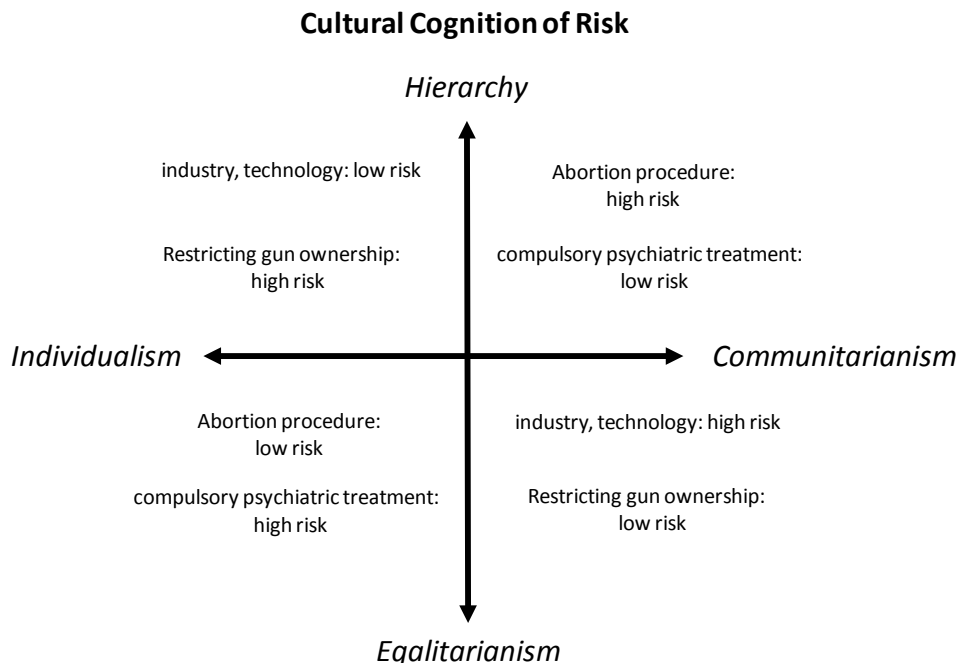 Cultural Cognition of Risk
Hierarchy
industry, technology: low risk
Abortion procedure:
high risk
Restricting gun ownership:
high risk
compulsory psychiatric treatment:
low risk
Individualism
Communitarianism
Abortion procedure:
low risk
industry, technology: high risk
compulsory psychiatric treatment:
high risk
Restricting gun ownership:
low risk
Egalitarianism